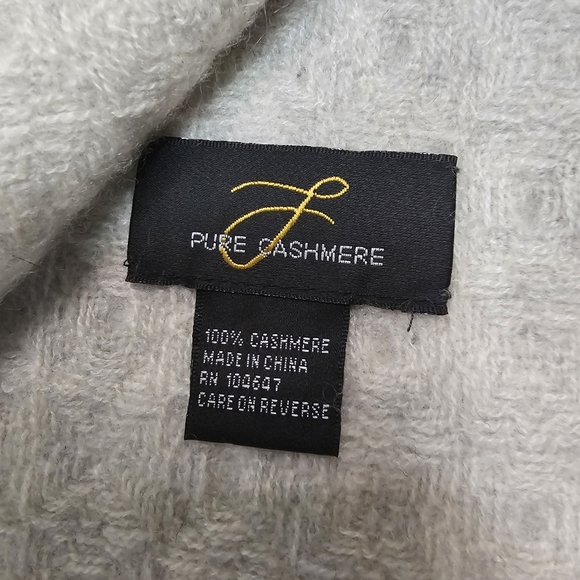 PURE CASHMERE
100% CASHMERE
MADE IN CHINA
RN 104647
CARE ON REVERSE